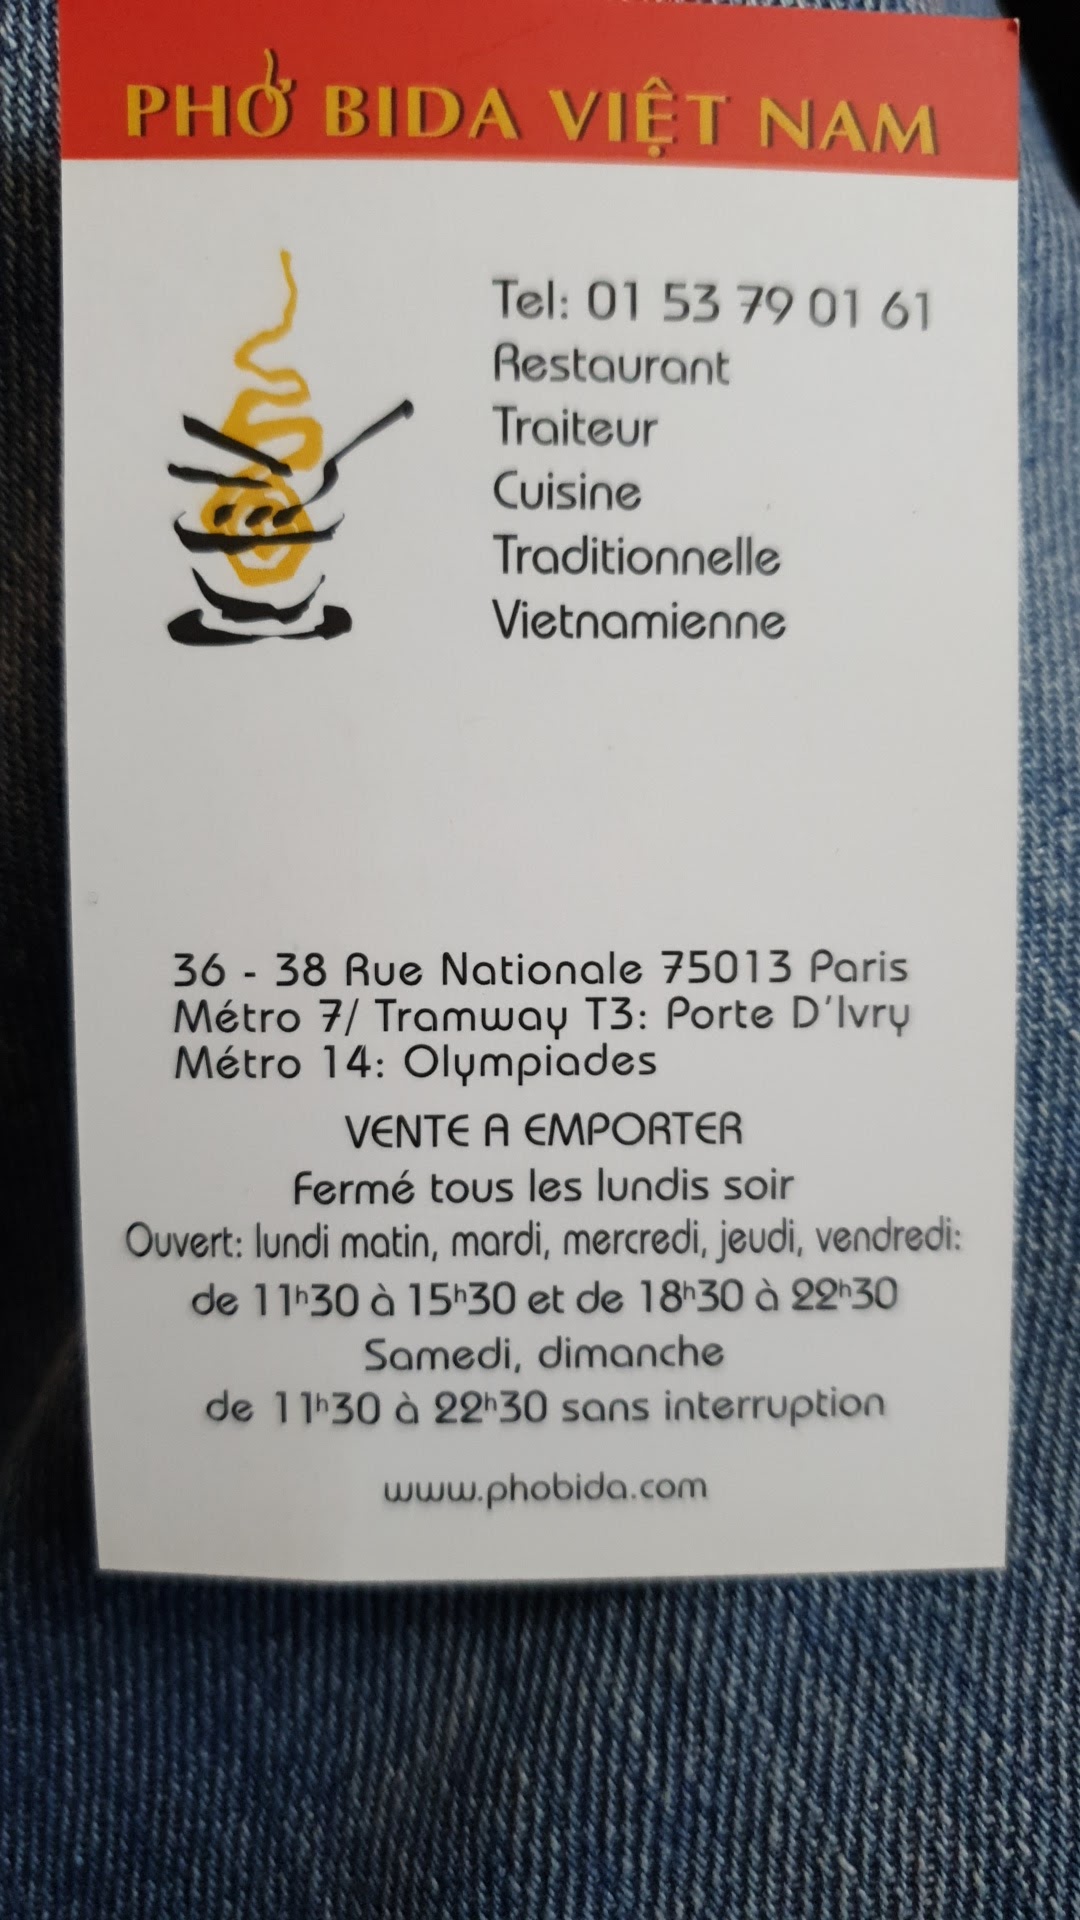 PHỞ BIDA VIỆT NAM
Tel: 01 53 79 01 61
Restaurant
Traiteur
Cuisine
Traditionnelle
Vietnamienne
36 - 38 Rue Nationale 75013 Paris
Métro 7/ Tramway T3: Porte D'Ivry
Métro 14: Olympiades
VENTE A EMPORTER
Fermé tous les lundis soir
Ouvert: lundi matin, mardi, mercredi, jeudi, vendredi:
de 11h30 à 15h30 et de 18h30 à 22h30
Samedi, dimanche
de 11h30 à 22h30 sans interruption
www.phobida.com